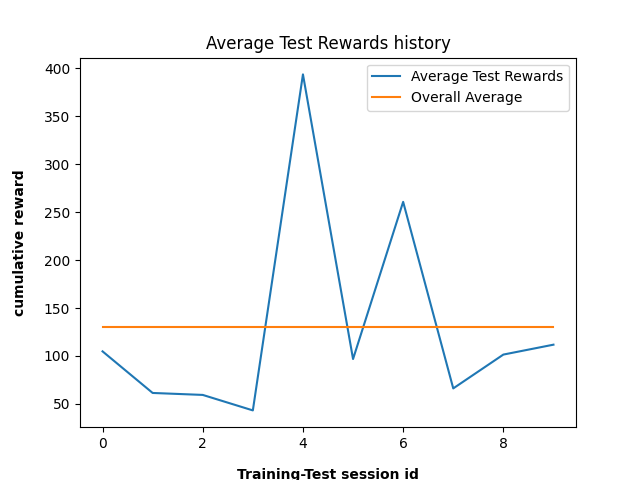 Average Test Rewards history
Average Test Rewards
Overall Average
cumulative reward
400
350
300
250
200
150
100
50
0 2 4 6 8
Training-Test session id